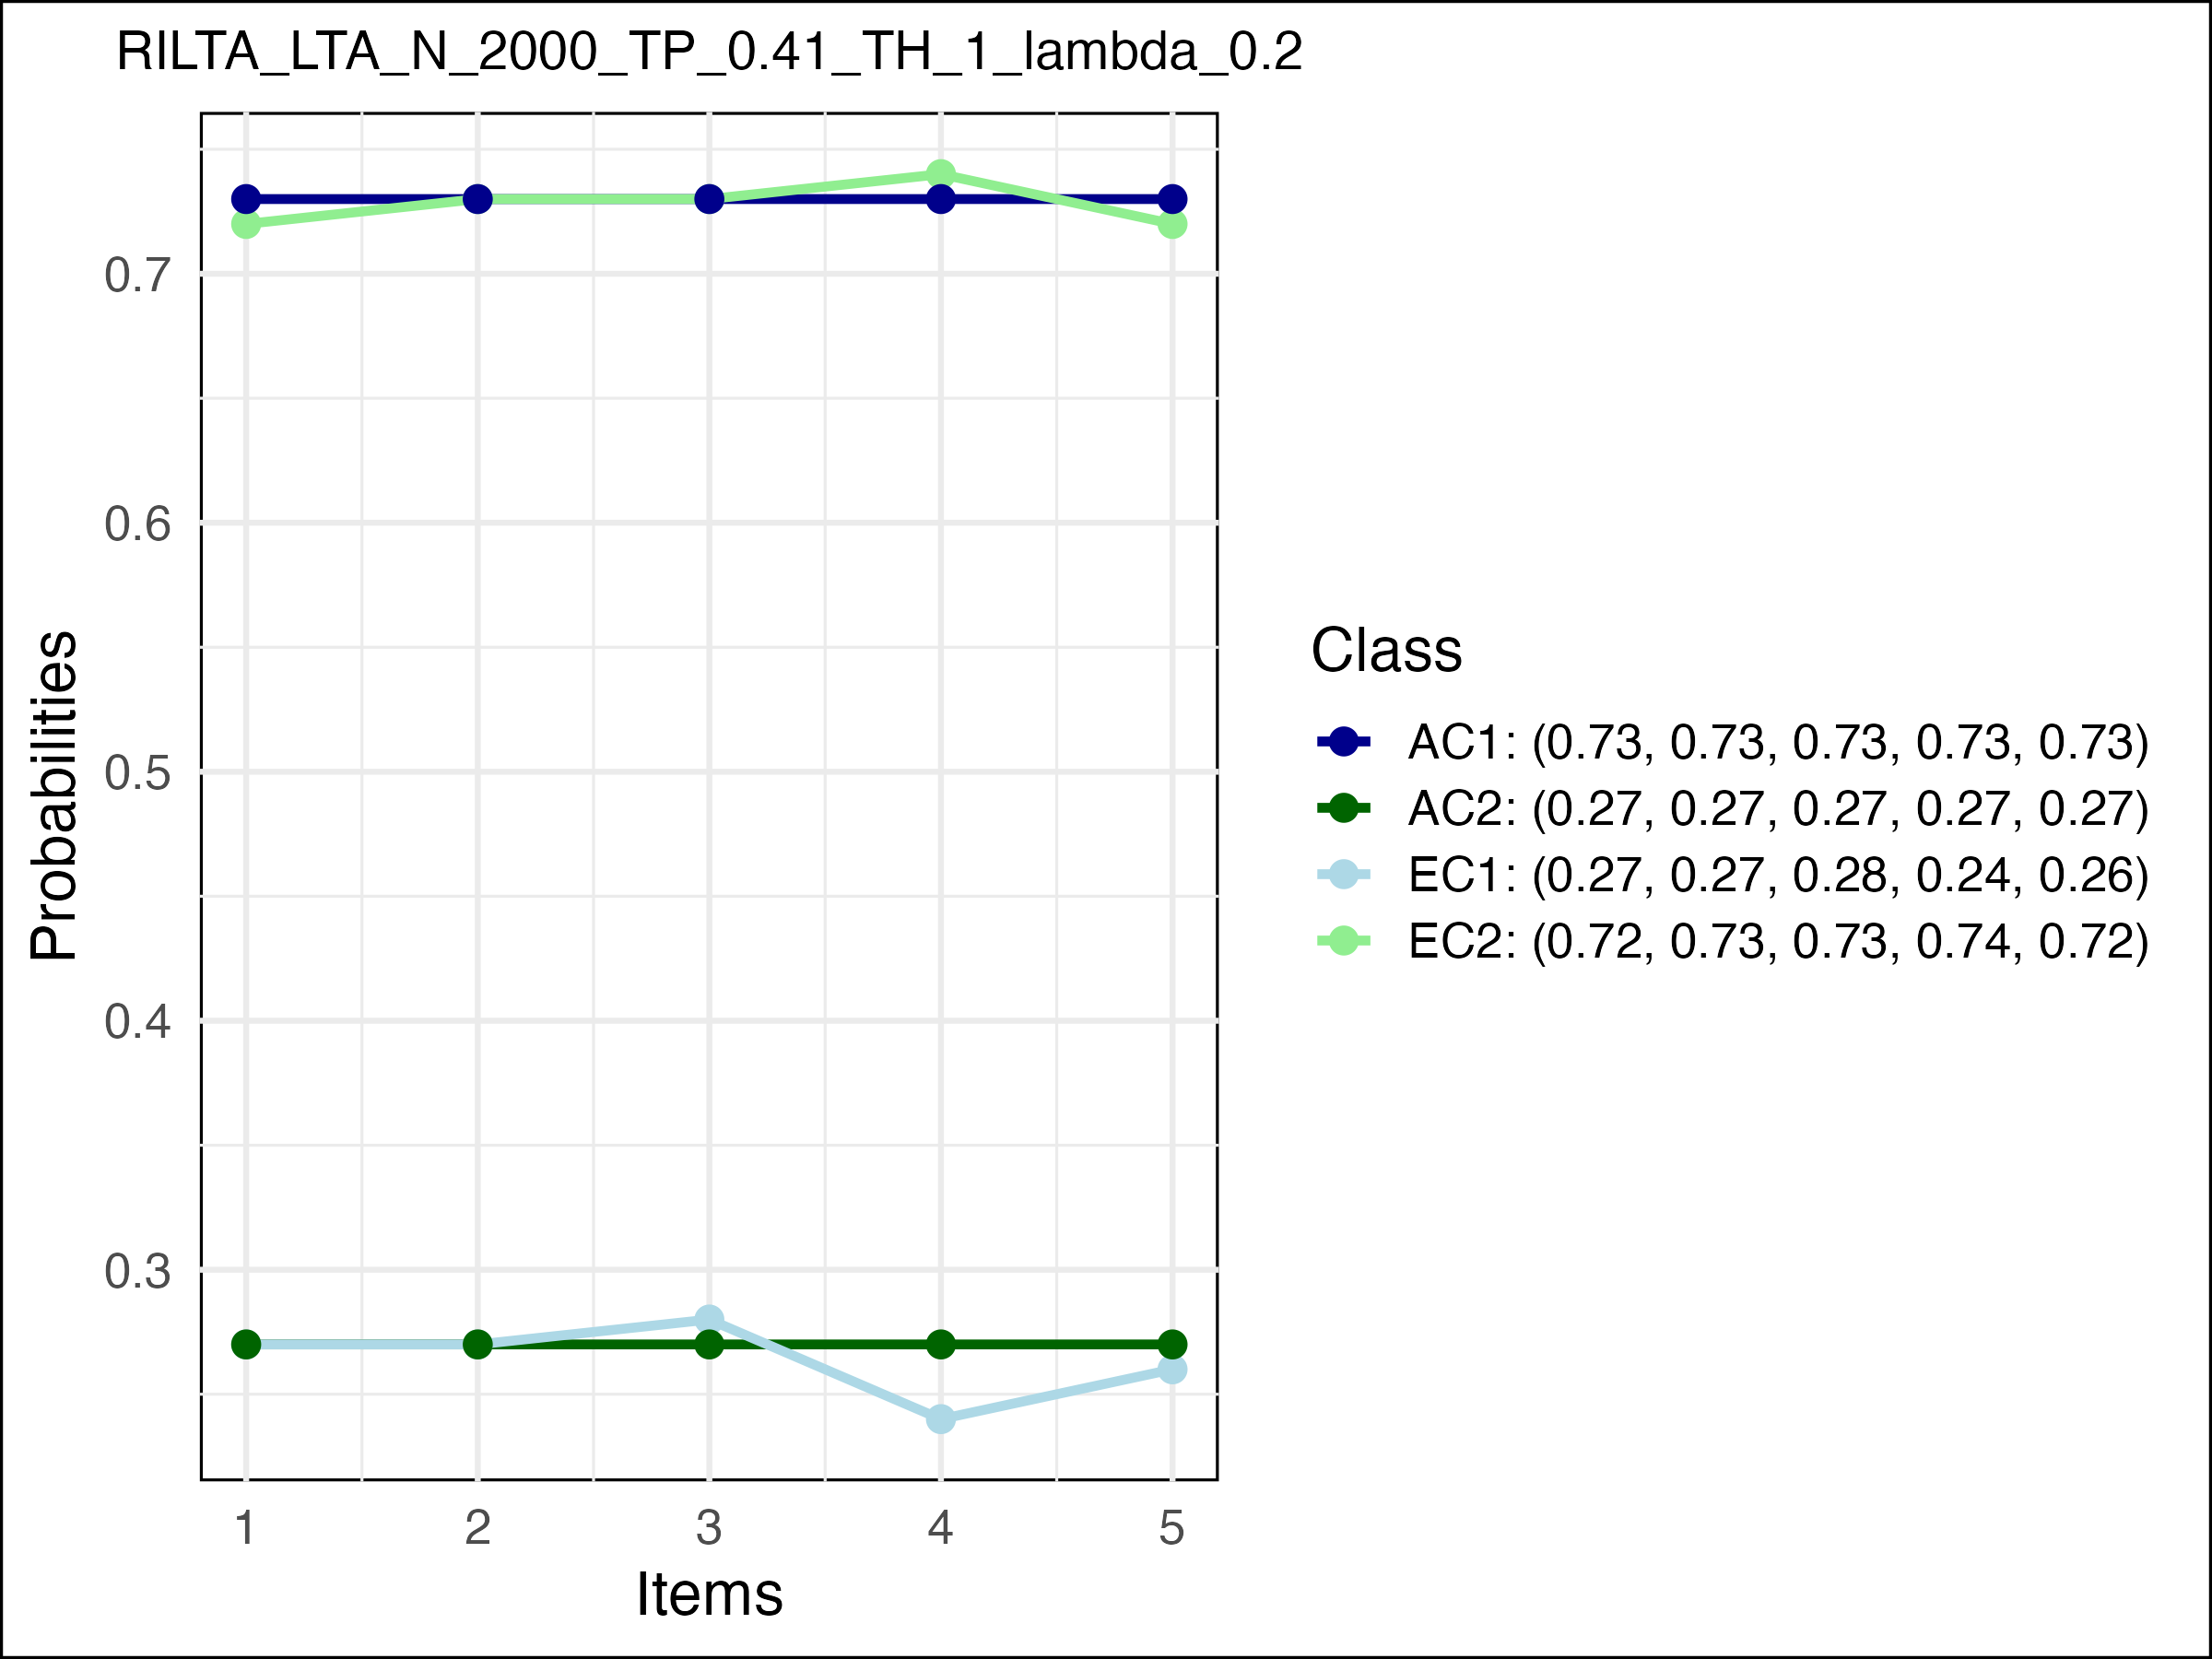 RILTA_LTA_N_2000_TP_0.41_TH_1_lambda_0.2
Probabilities
0.7
0.6
0.5
0.4
0.3
1 2 3 4 5
Items
Class
AC1: (0.73, 0.73, 0.73, 0.73, 0.73)
AC2: (0.27, 0.27, 0.27, 0.27, 0.27)
EC1: (0.27, 0.27, 0.28, 0.24, 0.26)
EC2: (0.72, 0.73, 0.73, 0.74, 0.72)